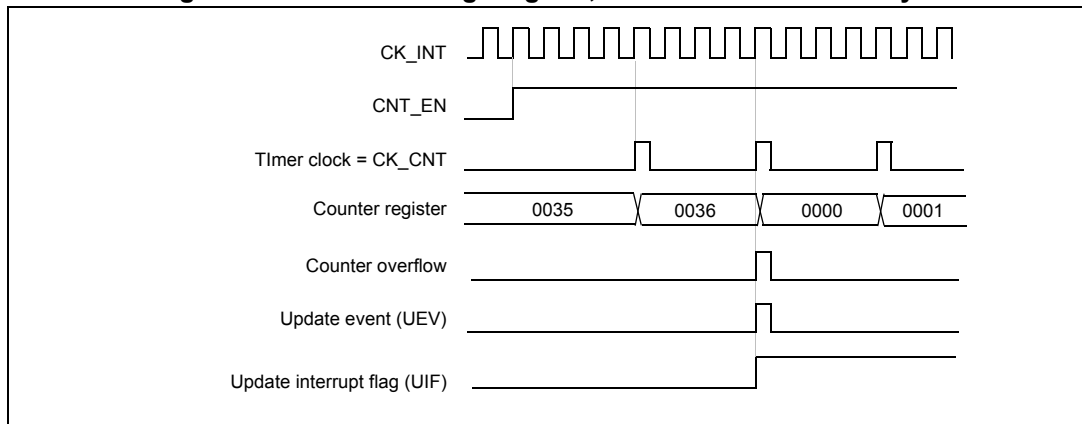 CK_INT
CNT_EN
TImer clock = CK_CNT
Counter register 0035 0036 0000 0001
Counter overflow
Update event (UEV)
Update interrupt flag (UIF)